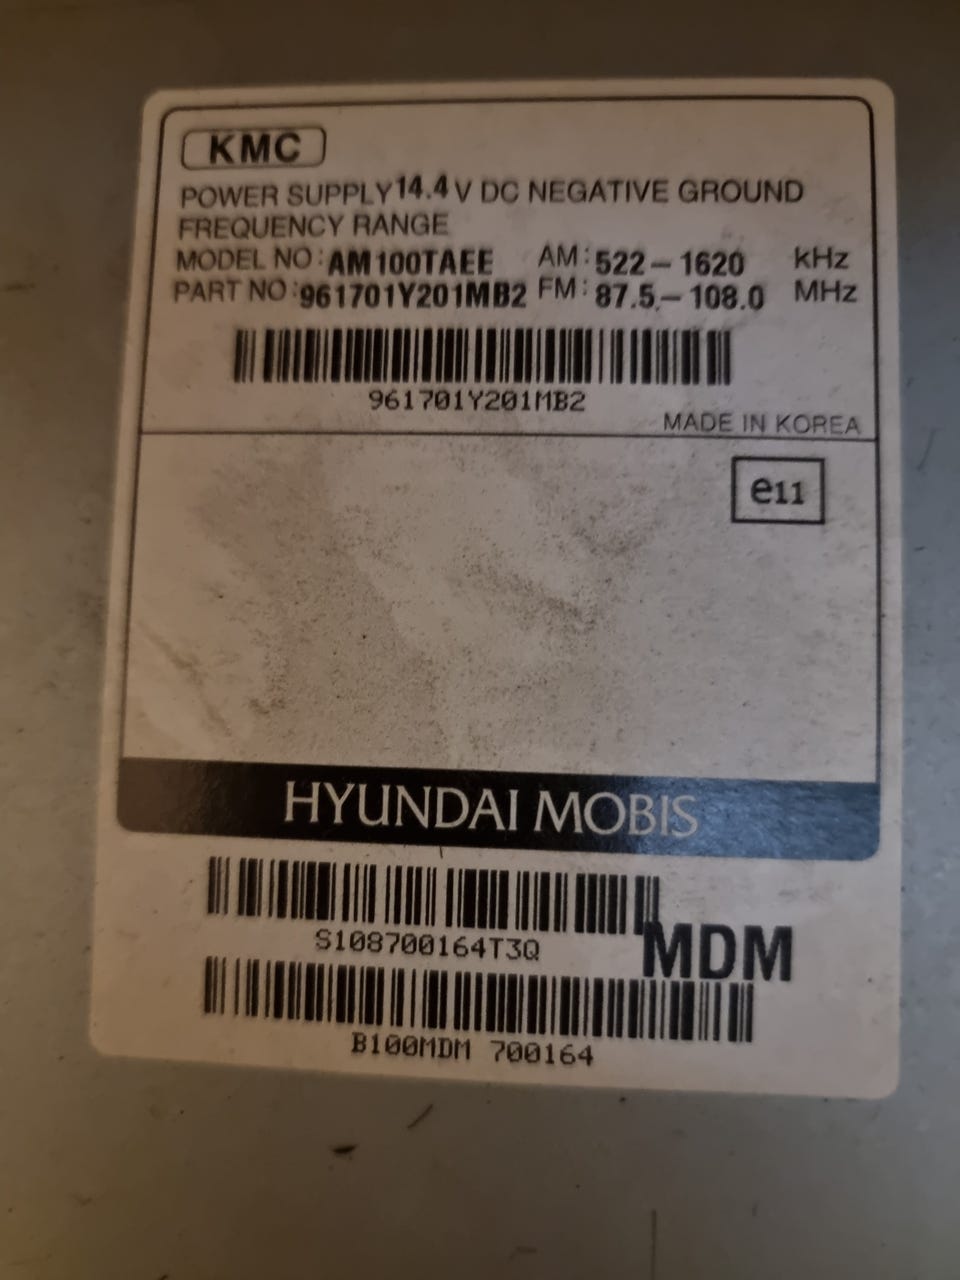 KMC
POWER SUPPLY 14.4 V DC NEGATIVE GROUND
FREQUENCY RANGE
MODEL NO : AM100TAEE AM : 522 – 1620 kHz
PART NO : 961701Y201MB2 FM : 87.5.– 108.0 MHz
961701Y201MB2
MADE IN KOREA
e11
HYUNDAI MOBIS
S108700164T3Q
MDM
B100MDM 700164